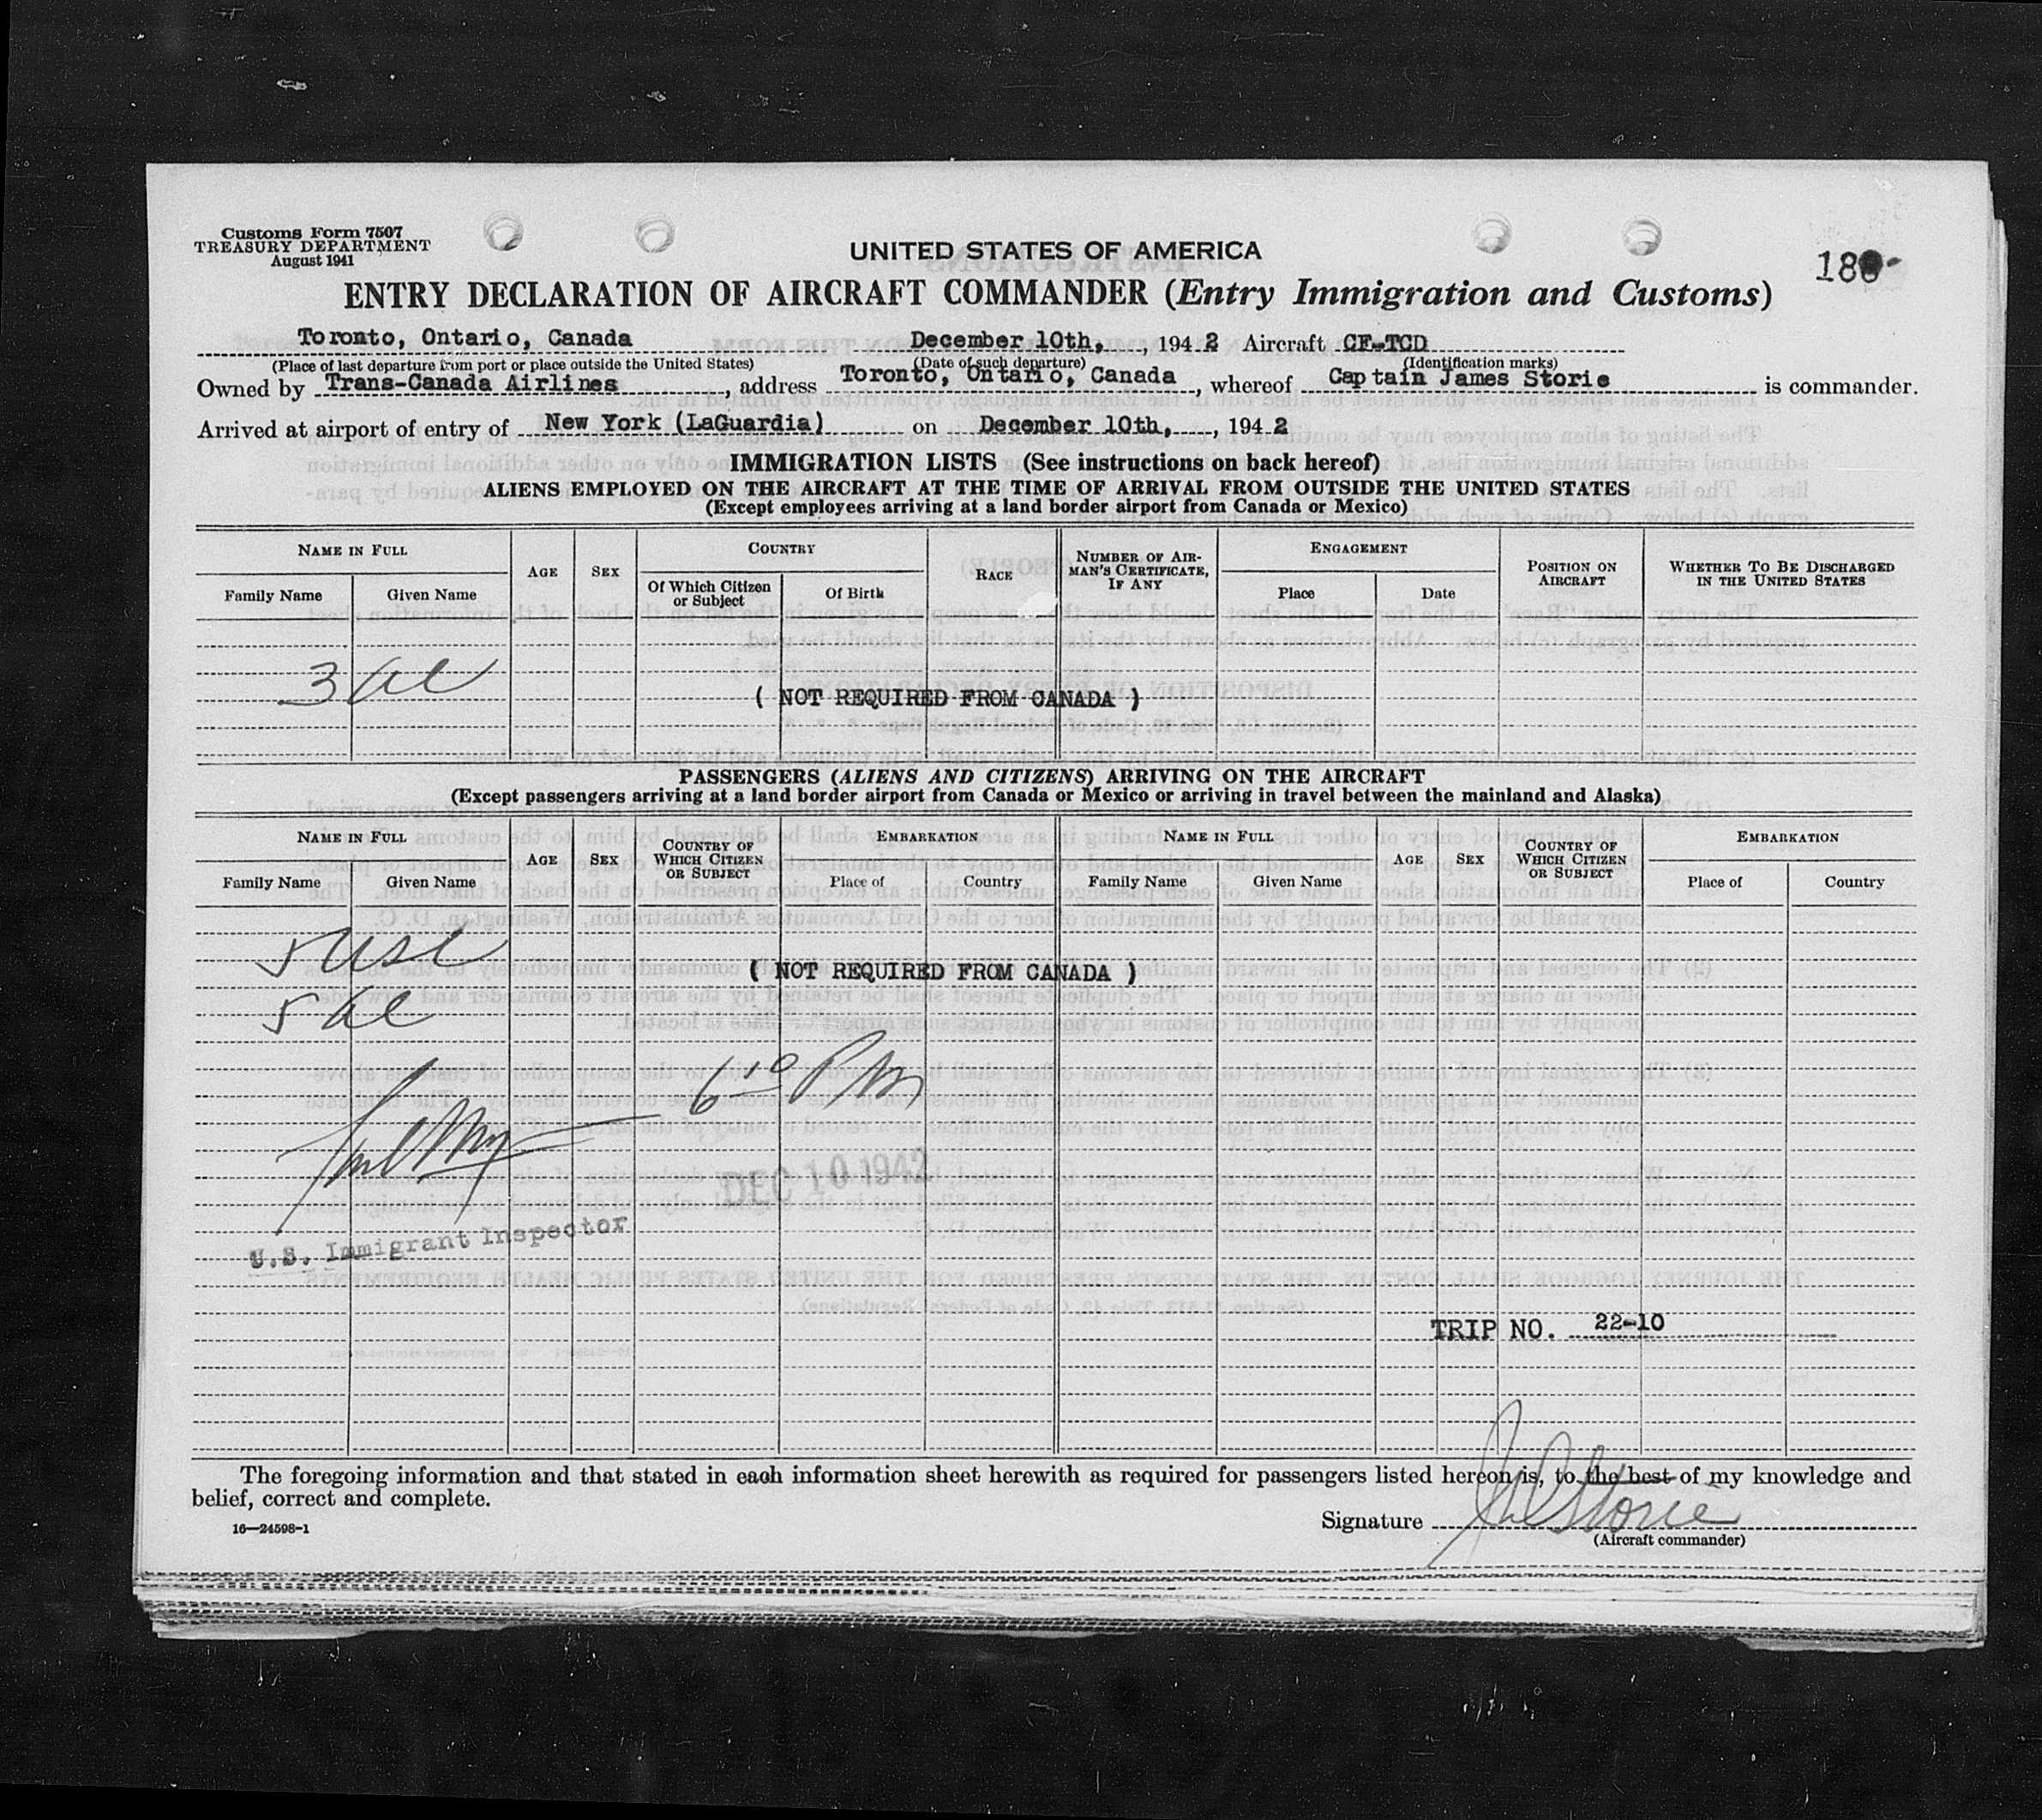 Customs Form 7507
TREASURY DEPARTMENT
August 1941
UNITED STATES OF AMERICA
ENTRY DECLARATION OF AIRCRAFT COMMANDER (Entry Immigration and Customs)
Toronto, Ontario, Canada December 10th, , 1942 Aircraft CF-TCD
(Place of last departure from port or place outside the United States) (Date of such departure) (Identification marks)
Owned by Trans-Canada Airlines , address Toronto, Ontario, Canada , whereof Captain James Storie is commander.
Arrived at airport of entry of New York (LaGuardia) on December 10th, , 1942
IMMIGRATION LISTS (See instructions on back hereof)
ALIENS EMPLOYED ON THE AIRCRAFT AT THE TIME OF ARRIVAL FROM OUTSIDE THE UNITED STATES
(Except employees arriving at a land border airport from Canada or Mexico)
NAME IN FULL AGE SEX COUNTRY RACE NUMBER OF AIRMAN'S CERTIFICATE, IF ANY ENGAGEMENT POSITION ON AIRCRAFT WHETHER TO BE DISCHARGED IN THE UNITED STATES
Family Name Given Name Of Which Citizen or Subject Of Birth Place Date
3 al
( NOT REQUIRED FROM CANADA )
PASSENGERS (ALIENS AND CITIZENS) ARRIVING ON THE AIRCRAFT
(Except passengers arriving at a land border airport from Canada or Mexico or arriving in travel between the mainland and Alaska)
NAME IN FULL AGE SEX COUNTRY OF WHICH CITIZEN OR SUBJECT EMBARKATION NAME IN FULL AGE SEX COUNTRY OF WHICH CITIZEN OR SUBJECT EMBARKATION
Family Name Given Name Place of Country Family Name Given Name Place of Country
5 usc
( NOT REQUIRED FROM CANADA )
5 al
6 10 PM
DEC 10 1942
U.S. Immigrant Inspector
TRIP NO. 22-10
The foregoing information and that stated in each information sheet herewith as required for passengers listed hereon is, to the best of my knowledge and
belief, correct and complete.
16—24598-1
Signature J Storie
(Aircraft commander)